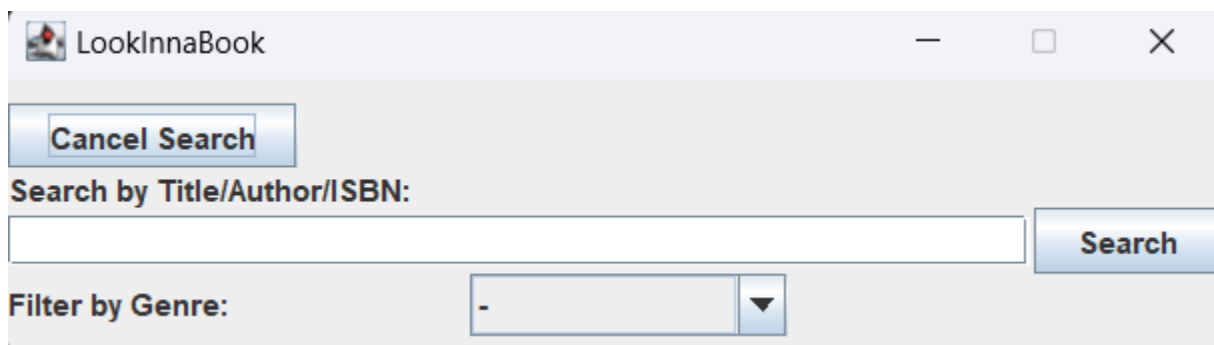 LookInnaBook
Cancel Search
Search by Title/Author/ISBN:
Search
Filter by Genre: -